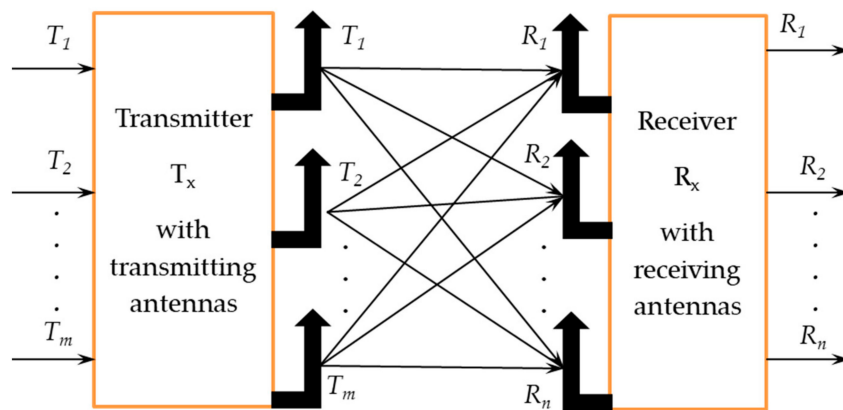 T1
T2
Tm
Transmitter
Tx
with
transmitting
antennas
T1
T2
Tm
R1
R2
Rn
Receiver
Rx
with
receiving
antennas
R1
R2
Rn